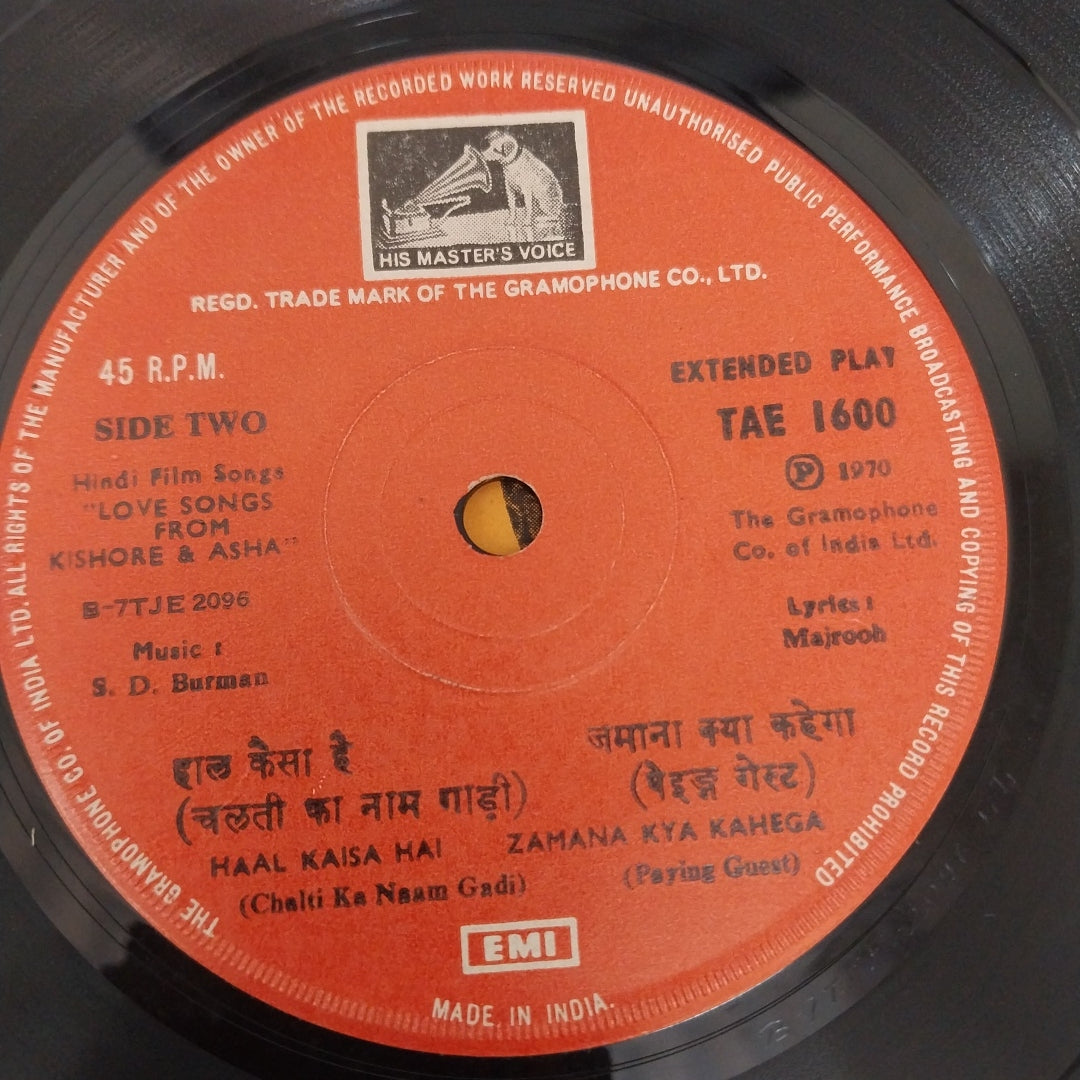 THE GRAMOPHONE CO. OF INDIA LTD. ALL RIGHTS OF THE MANUFACTURER AND OF THE OWNER OF THE RECORDED WORK RESERVED UNAUTHORISED PUBLIC PERFORMANCE BROADCASTING AND COPYING OF THIS RECORD PROHIBITED
HIS MASTER'S VOICE
REGD. TRADE MARK OF THE GRAMOPHONE CO., LTD.
45 R.P.M.
SIDE TWO
Hindi Film Songs
"LOVE SONGS
FROM
KISHORE & ASHA"
B-7TJE 2096
Music :
S. D. Burman
EXTENDED PLAY
TAE 1600
Ⓟ 1970
The Gramophone
Co. of India Ltd.
Lyrics :
Majrooh
हाल कैसा है
(चलती का नाम गाड़ी)
HAAL KAISA HAI
(Chalti Ka Naam Gadi)
जमाना क्या कहेगा
(पेइङ्ग गेस्ट)
ZAMANA KYA KAHEGA
(Paying Guest)
EMI
MADE IN INDIA.